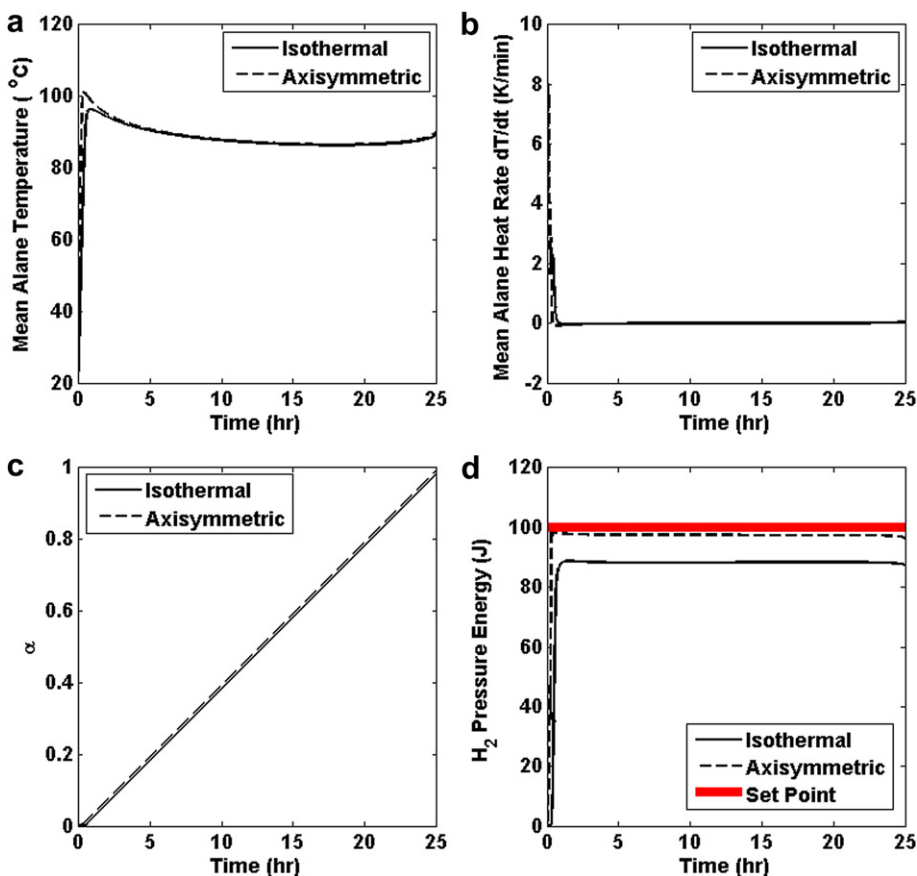 a
120
100
80
60
40
20
0
5
10
15
20
25
Mean Alane Temperature ( °C)
Time (hr)
Isothermal
Axisymmetric
b
10
8
6
4
2
0
-2
0
5
10
15
20
25
Mean Alane Heat Rate dT/dt (K/min)
Time (hr)
Isothermal
Axisymmetric
c
1
0.8
0.6
0.4
0.2
0
0
5
10
15
20
25
α
Time (hr)
Isothermal
Axisymmetric
d
120
100
80
60
40
20
0
0
5
10
15
20
25
H₂ Pressure Energy (J)
Time (hr)
Isothermal
Axisymmetric
Set Point